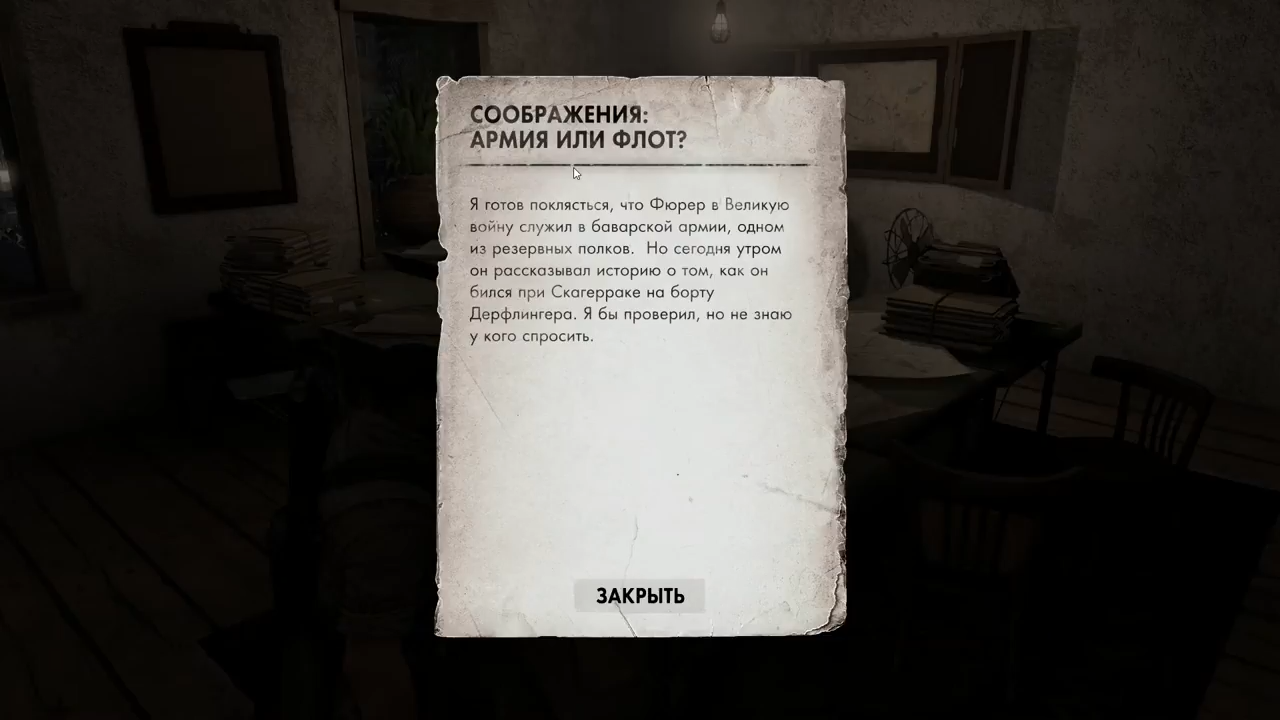 СООБРАЖЕНИЯ:
АРМИЯ ИЛИ ФЛОТ?
Я готов поклясться, что Фюрер в Великую
войну служил в баварской армии, одном
из резервных полков. Но сегодня утром
он рассказывал историю о том, как он
бился при Скагерраке на борту
Дерфлингера. Я бы проверил, но не знаю
у кого спросить.
ЗАКРЫТЬ